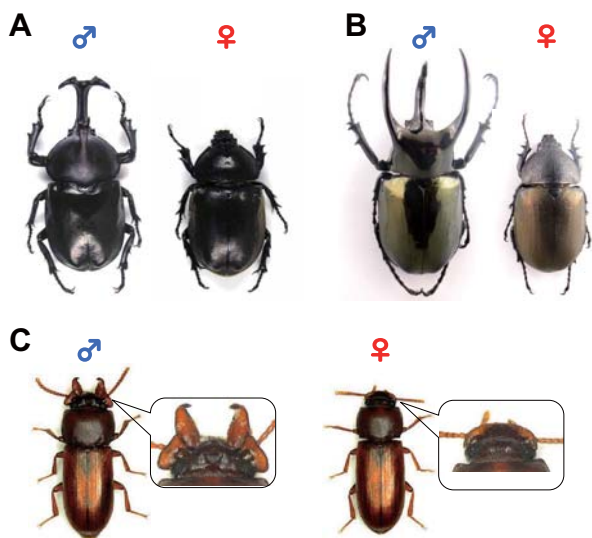 A ♂ ♀
B ♂ ♀
C ♂ ♀